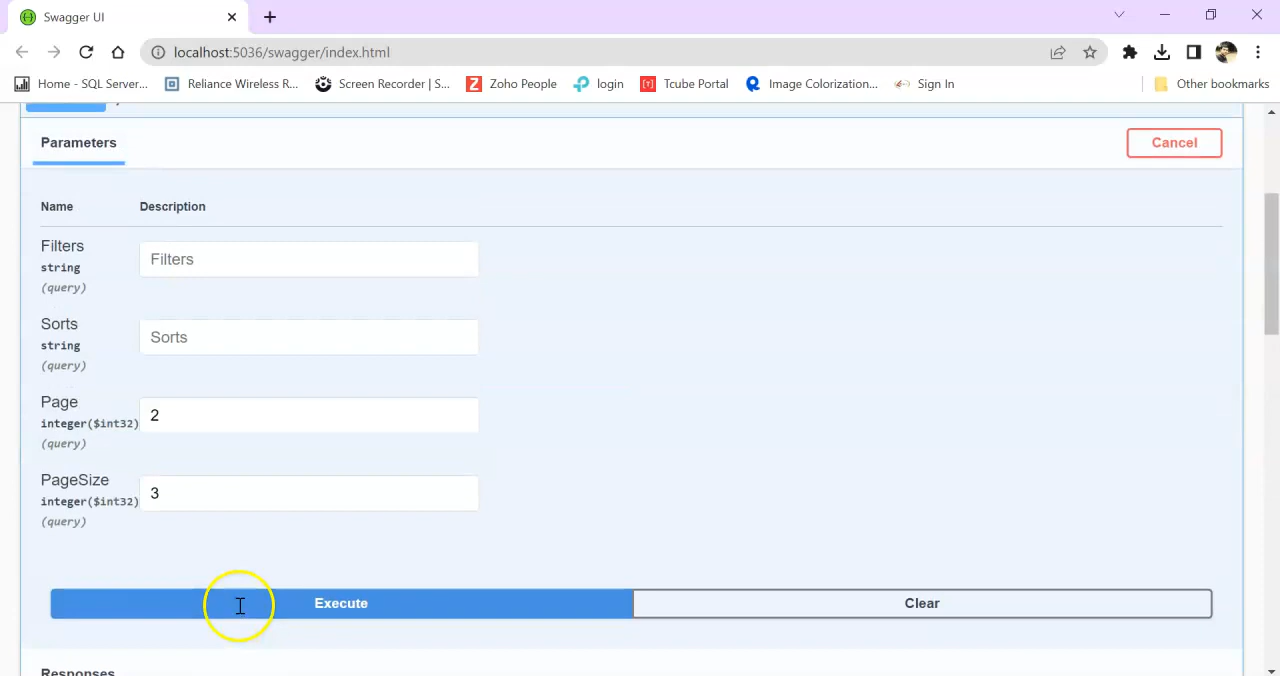 Swagger UI
localhost:5036/swagger/index.html
Home - SQL Server...
Reliance Wireless R...
Screen Recorder | S...
Zoho People
login
Tcube Portal
Image Colorization...
Sign In
Other bookmarks
Parameters
Cancel
Name
Description
Filters
string
(query)
Filters
Sorts
string
(query)
Sorts
Page
integer($int32)
(query)
2
PageSize
integer($int32)
(query)
3
Execute
Clear
Responses